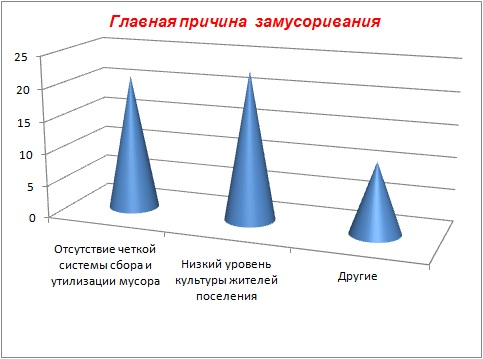 Главная причина замусоривания
25
20
15
10
5
0
Отсутствие четкой
системы сбора и
утилизации мусора
Низкий уровень
культуры жителей
поселения
Другие